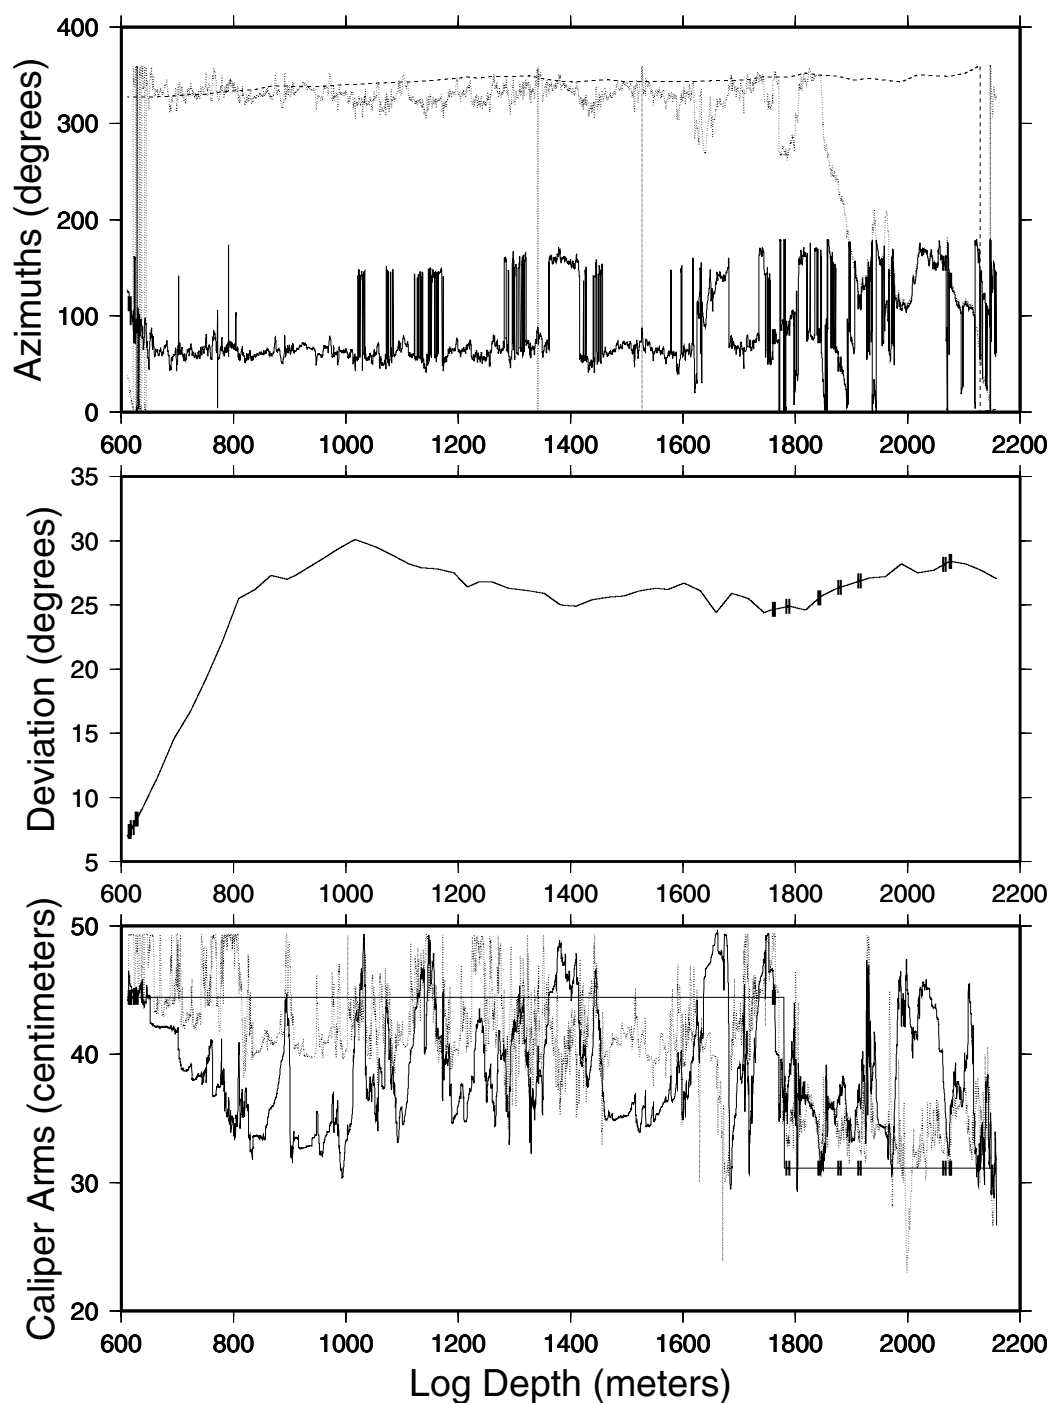 400
300
200
100
0
Azimuths (degrees)
600 800 1000 1200 1400 1600 1800 2000 2200
35
30
25
20
15
10
5
Deviation (degrees)
600 800 1000 1200 1400 1600 1800 2000 2200
50
40
30
20
Caliper Arms (centimeters)
600 800 1000 1200 1400 1600 1800 2000 2200
Log Depth (meters)